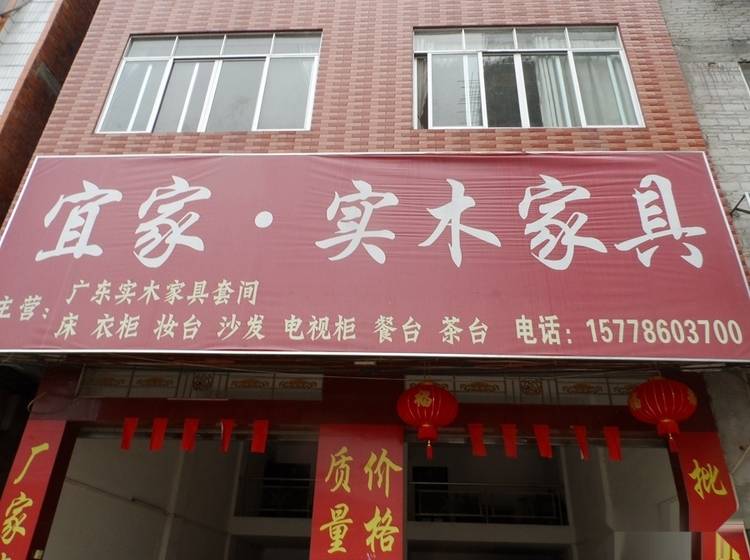 宜家·实木家具
主营：
广东实木家具套间
床 衣柜 妆台 沙发 电视柜 餐台 茶台 电话：15778603700
福
厂家
质量
价格
批